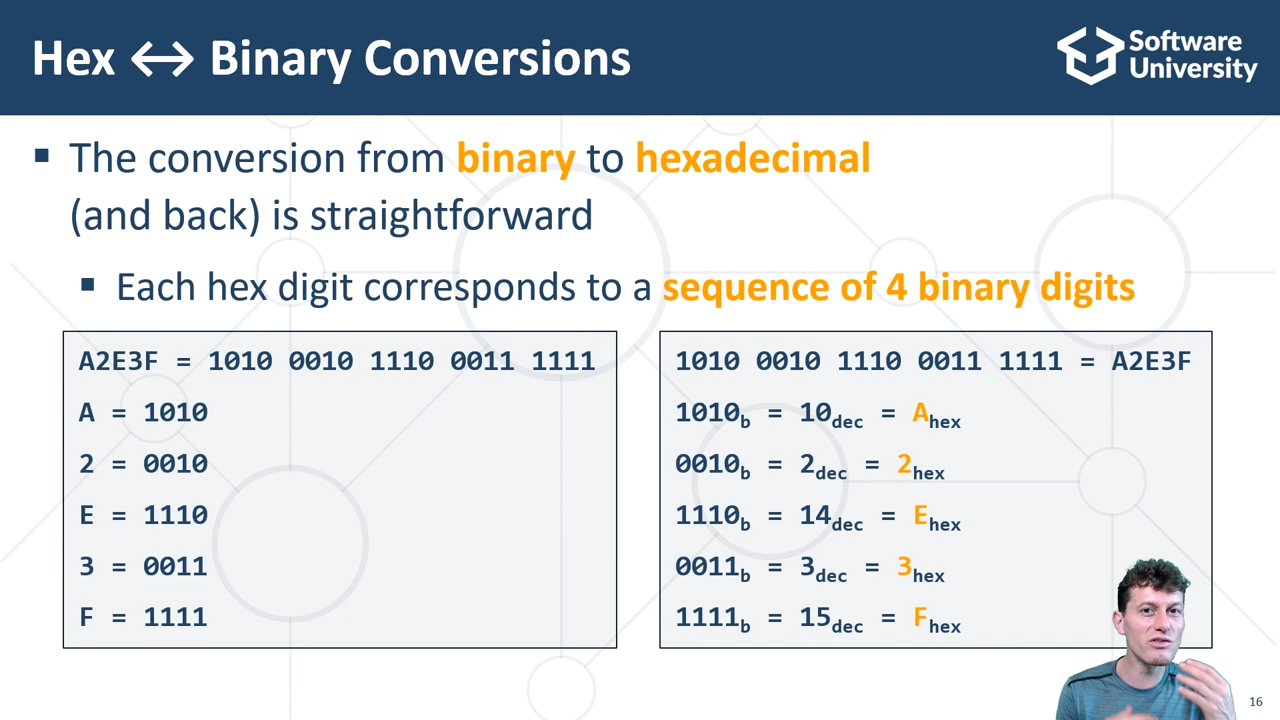 Hex ↔ Binary Conversions
Software
University
▪ The conversion from binary to hexadecimal
(and back) is straightforward
▪ Each hex digit corresponds to a sequence of 4 binary digits
A2E3F = 1010 0010 1110 0011 1111
A = 1010
2 = 0010
E = 1110
3 = 0011
F = 1111
1010 0010 1110 0011 1111 = A2E3F
1010b = 10dec = Ahex
0010b = 2dec = 2hex
1110b = 14dec = Ehex
0011b = 3dec = 3hex
1111b = 15dec = Fhex
16